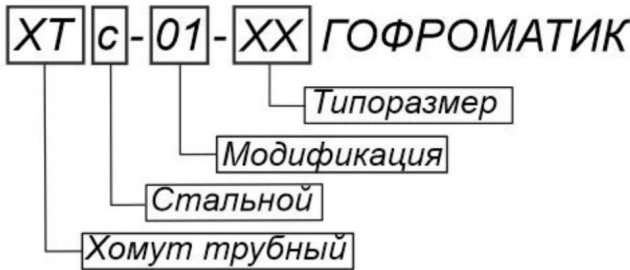 ХТ с - 01 - ХХ ГОФРОМАТИК
Типоразмер
Модификация
Стальной
Хомут трубный